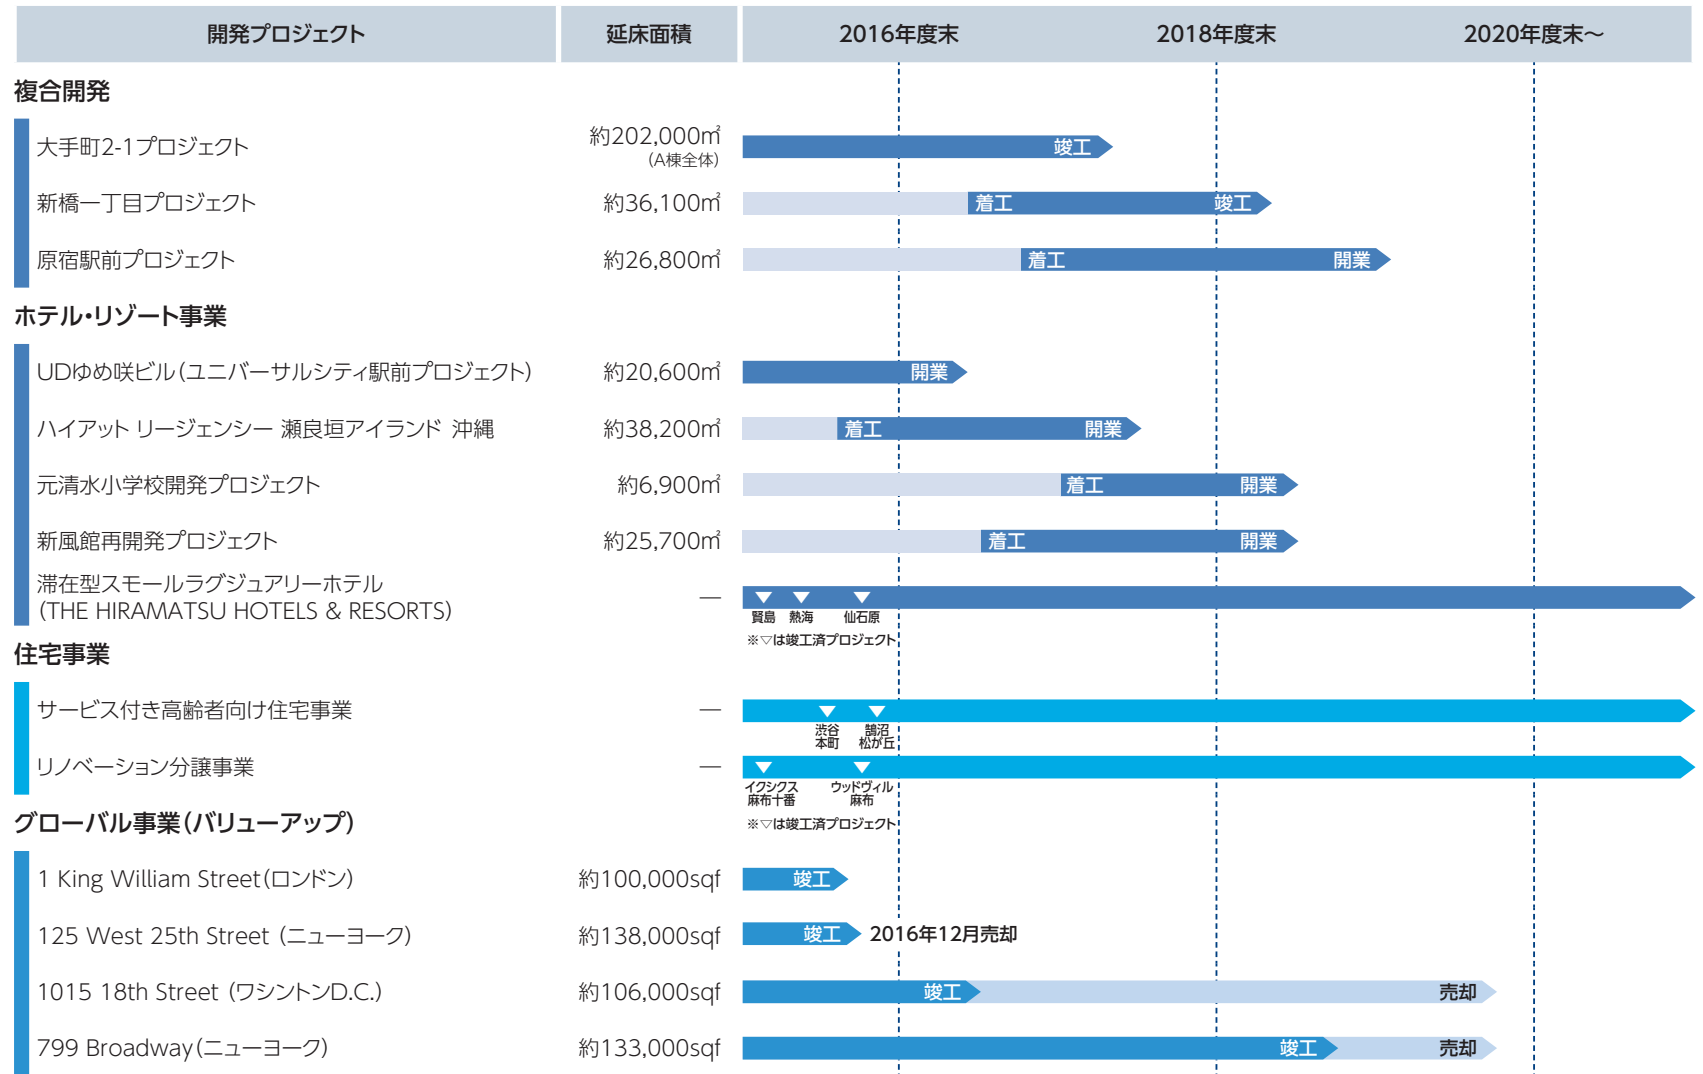 開発プロジェクト 延床面積 2016年度末 2018年度末 2020年度末～
複合開発
大手町2-1プロジェクト 約202,000㎡ 竣工
(A棟全体)
新橋一丁目プロジェクト 約36,100㎡ 着工 竣工
原宿駅前プロジェクト 約26,800㎡ 着工 開業
ホテル・リゾート事業
UDゆめ咲ビル(ユニバーサルシティ駅前プロジェクト) 約20,600㎡ 開業
ハイアット リージェンシー 瀬良垣アイランド 沖縄 約38,200㎡ 着工 開業
元清水小学校開発プロジェクト 約6,900㎡ 着工 開業
新風館再開発プロジェクト 約25,700㎡ 着工 開業
滞在型スモールラグジュアリーホテル
(THE HIRAMATSU HOTELS & RESORTS) —
賢島 熱海 仙石原
※▽は竣工済プロジェクト
住宅事業
サービス付き高齢者向け住宅事業 —
渋谷 鵠沼
本町 松が丘
リノベーション分譲事業 —
イクシクス ウッドヴィル
麻布十番 麻布
※▽は竣工済プロジェクト
グローバル事業(バリューアップ)
1 King William Street(ロンドン) 約100,000sqf 竣工
125 West 25th Street (ニューヨーク) 約138,000sqf 竣工 2016年12月売却
1015 18th Street (ワシントンD.C.) 約106,000sqf 竣工 売却
799 Broadway(ニューヨーク) 約133,000sqf 竣工 売却